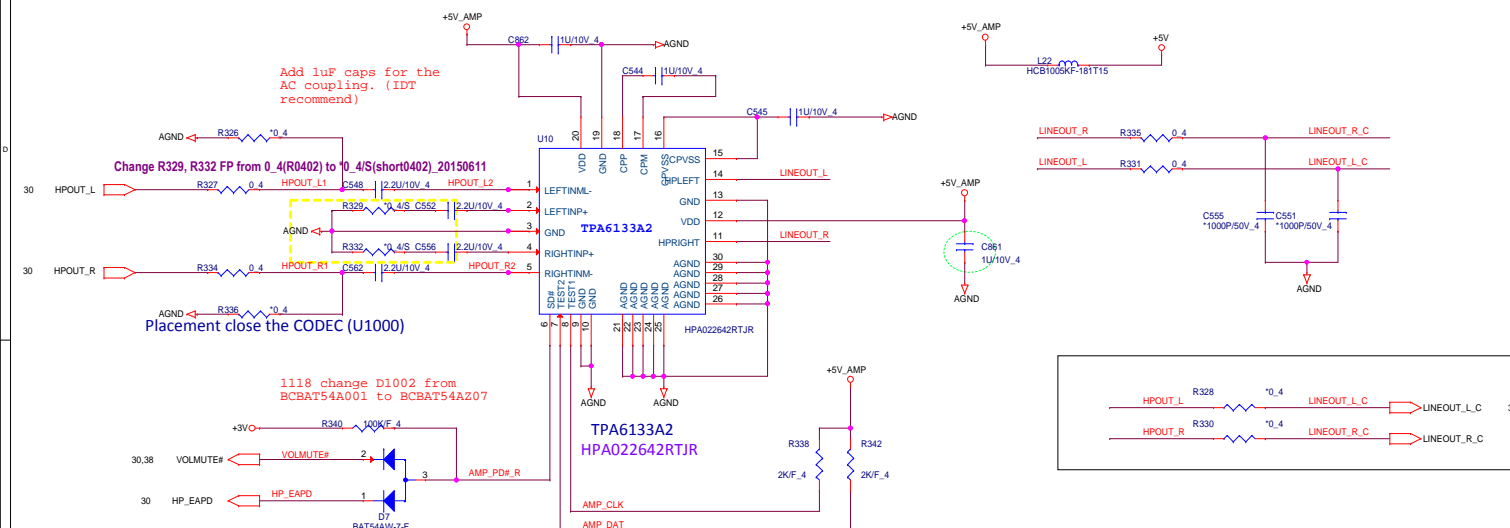 +5V_AMP
C862
1U/10V_4
AGND
+5V_AMP
+5V
L22
HCB1005KF-181T15
Add 1uF caps for the
AC coupling. (IDT
recommend)
C544
1U/10V_4
C545
1U/10V_4
AGND
AGND
R326
*0_4
U10
20
19
18
17
16
VDD
GND
CPP
CPM
CPVSS
CPVSS
15
HPLEFT
14
LINEOUT_L
GND
13
VDD
12
HPRIGHT
11
LINEOUT_R
LINEOUT_R
R335
0_4
LINEOUT_R_C
LINEOUT_L
R331
0_4
LINEOUT_L_C
Change R329, R332 FP from 0_4(R0402) to *0_4/S(short0402)_20150611
30
HPOUT_L
R327
0_4
HPOUT_L1
C548
2.2U/10V_4
HPOUT_L2
1
LEFTINML-
R329
*0_4/S
C552
2.2U/10V_4
2
LEFTINP+
AGND
3
GND
TPA6133A2
R332
*0_4/S
C556
2.2U/10V_4
4
RIGHTINP+
30
HPOUT_R
R334
0_4
HPOUT_R1
C562
2.2U/10V_4
HPOUT_R2
5
RIGHTINM-
+5V_AMP
C861
1U/10V_4
AGND
C555
*1000P/50V_4
C551
*1000P/50V_4
AGND
AGND
30
AGND
29
AGND
28
AGND
27
AGND
26
AGND
R336
*0_4
Placement close the CODEC (U1000)
SD#
TEST2
TEST1
GND
GND
AGND
AGND
AGND
AGND
AGND
6
7
8
9
10
21
22
23
24
25
HPA022642RTJR
AGND
AGND
TPA6133A2
HPA022642RTJR
1118 change D1002 from
BCBAT54A001 to BCBAT54AZ07
+3V
R340
100K/F_4
30,38
VOLMUTE#
VOLMUTE#
2
3
AMP_PD#_R
30
HP_EAPD
HP_EAPD
1
D7
BAT54AW-7-F
+5V_AMP
R338
2K/F_4
R342
2K/F_4
AMP_CLK
AMP_DAT
HPOUT_L
R328
*0_4
LINEOUT_L_C
LINEOUT_L_C
HPOUT_R
R330
*0_4
LINEOUT_R_C
LINEOUT_R_C
D